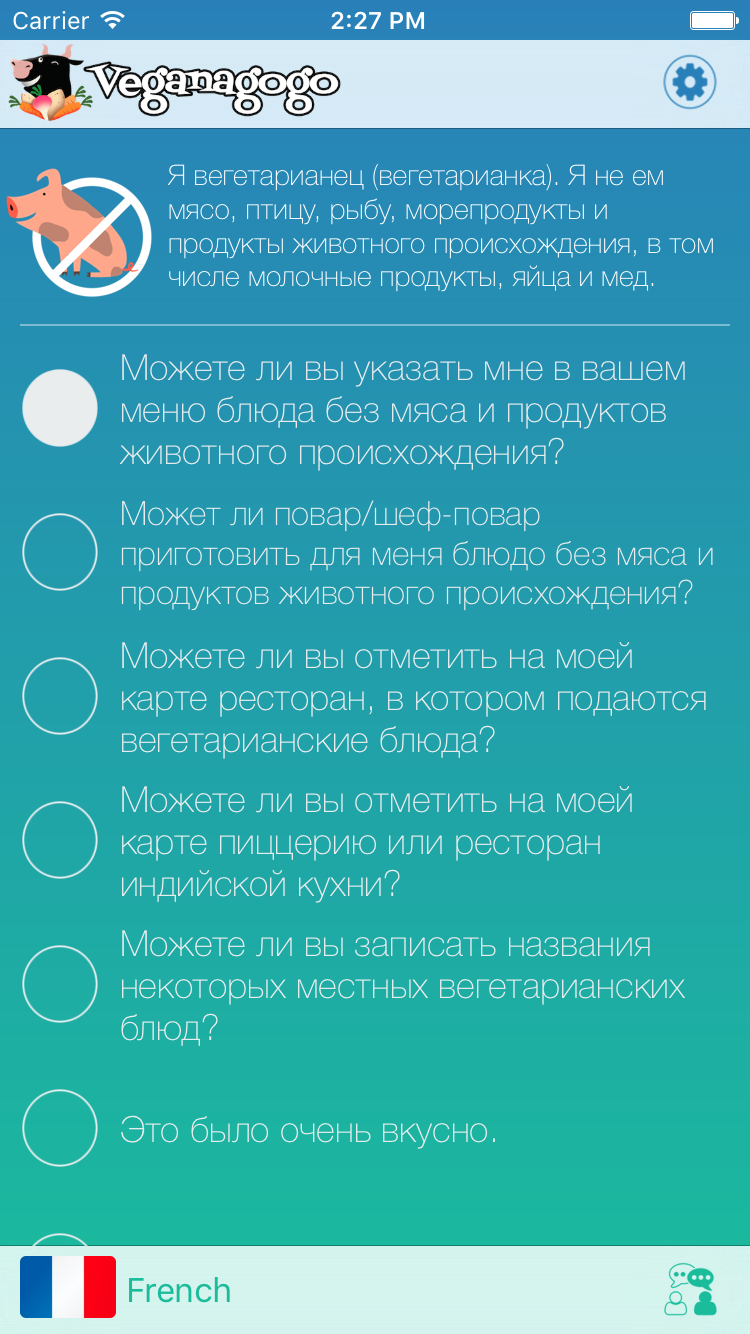 Carrier
2:27 PM
Veganagogo
Я вегетарианец (вегетарианка). Я не ем
мясо, птицу, рыбу, морепродукты и
продукты животного происхождения, в том
числе молочные продукты, яйца и мед.
Можете ли вы указать мне в вашем
меню блюда без мяса и продуктов
животного происхождения?
Может ли повар/шеф-повар
приготовить для меня блюдо без мяса и
продуктов животного происхождения?
Можете ли вы отметить на моей
карте ресторан, в котором подаются
вегетарианские блюда?
Можете ли вы отметить на моей
карте пиццерию или ресторан
индийской кухни?
Можете ли вы записать названия
некоторых местных вегетарианских
блюд?
Это было очень вкусно.
French